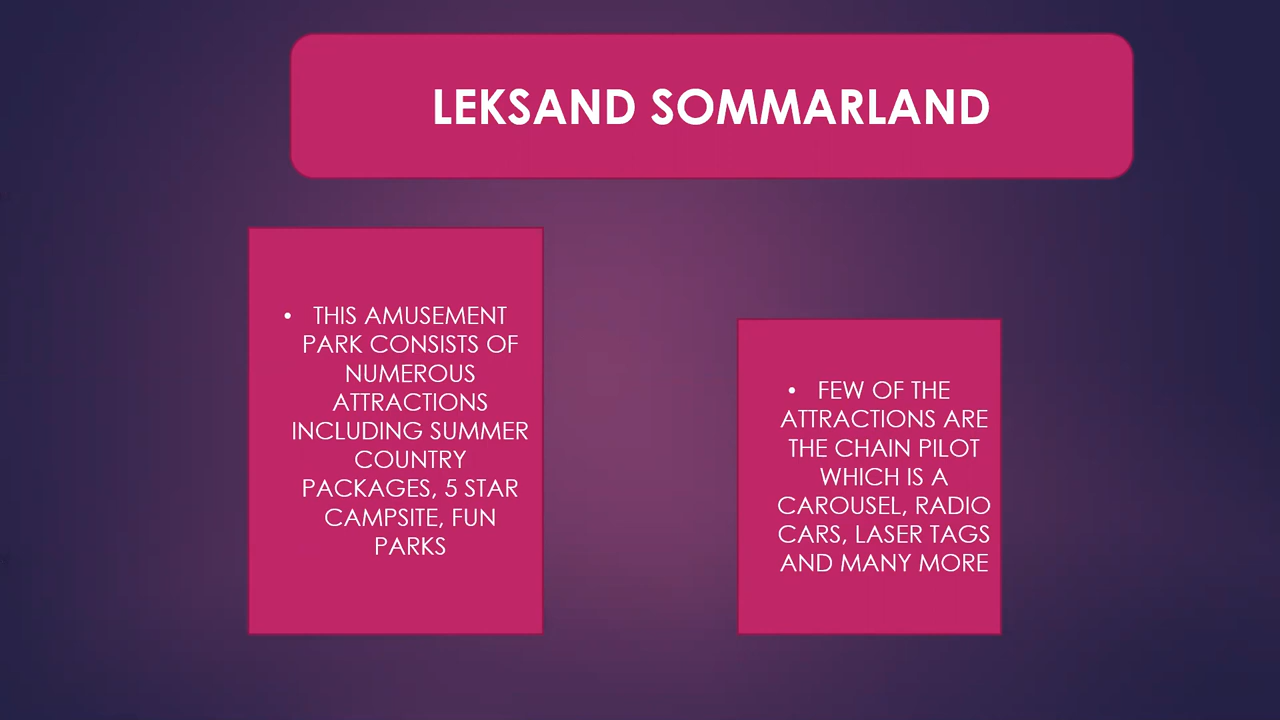 LEKSAND SOMMARLAND
• THIS AMUSEMENT
PARK CONSISTS OF
NUMEROUS
ATTRACTIONS
INCLUDING SUMMER
COUNTRY
PACKAGES, 5 STAR
CAMPSITE, FUN
PARKS
• FEW OF THE
ATTRACTIONS ARE
THE CHAIN PILOT
WHICH IS A
CAROUSEL, RADIO
CARS, LASER TAGS
AND MANY MORE